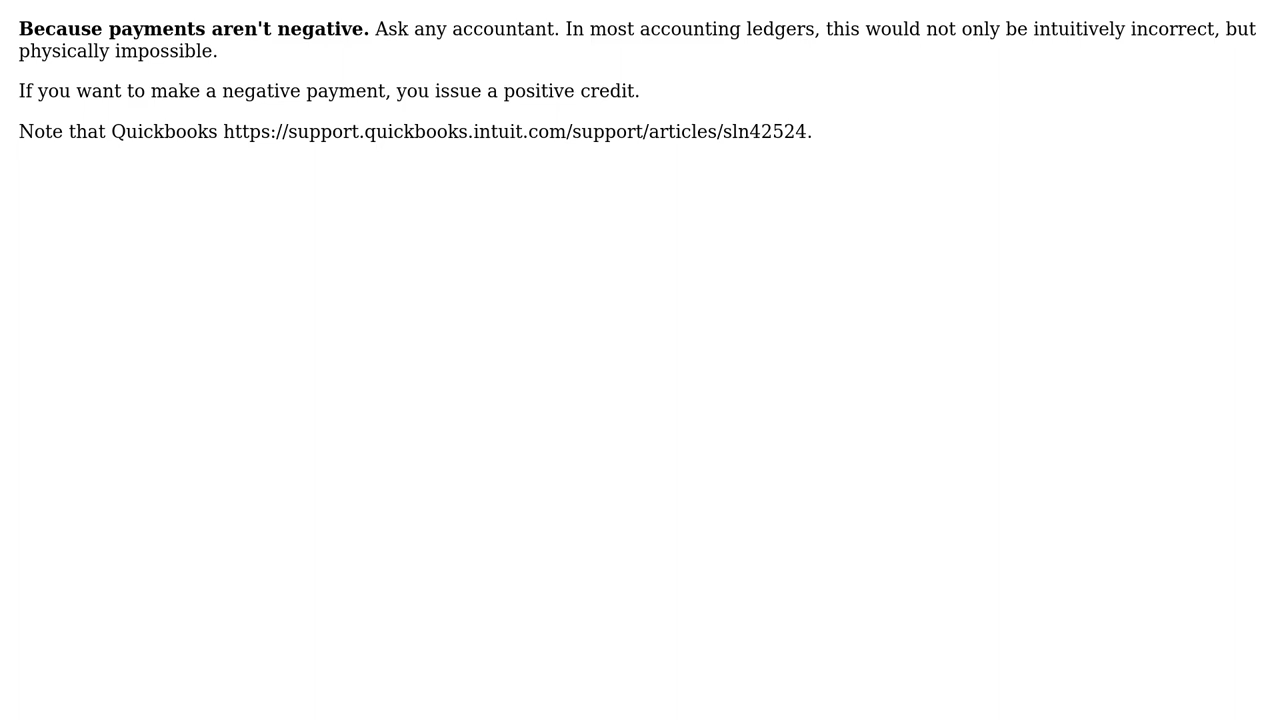 Because payments aren't negative. Ask any accountant. In most accounting ledgers, this would not only be intuitively incorrect, but
physically impossible.
If you want to make a negative payment, you issue a positive credit.
Note that Quickbooks https://support.quickbooks.intuit.com/support/articles/sln42524.